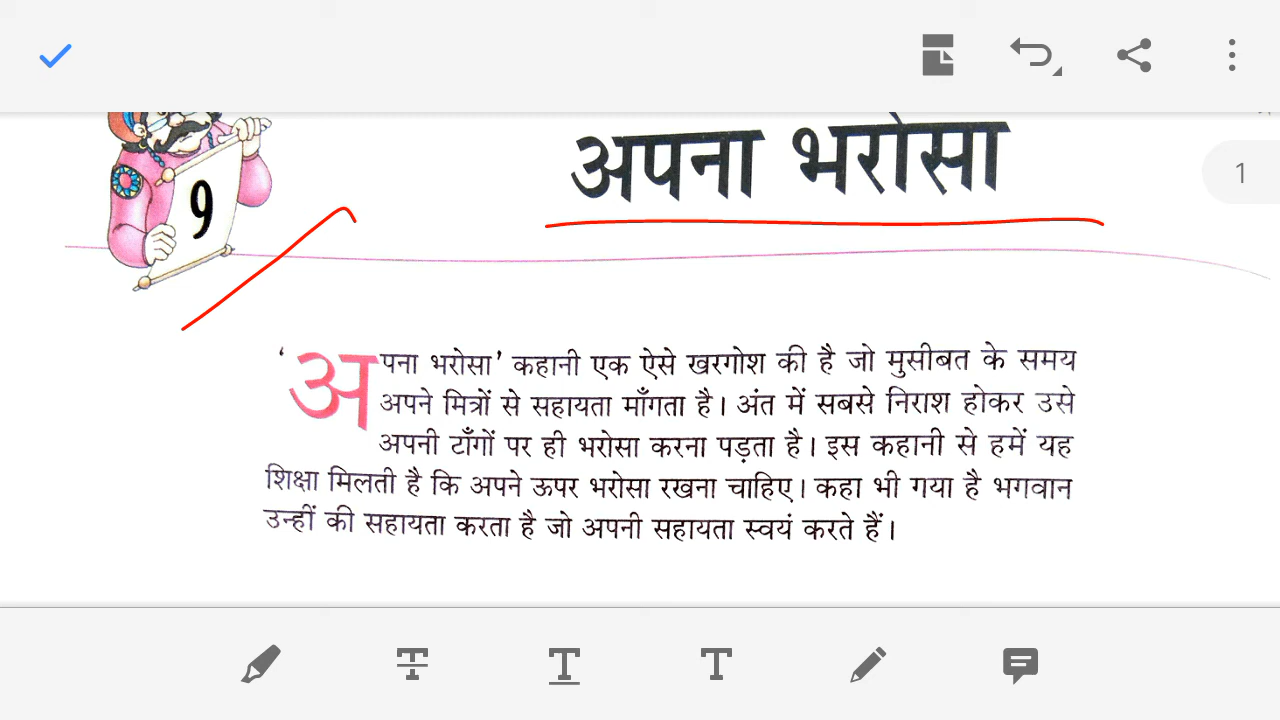 1
अपना भरोसा
9
‘अपना भरोसा’ कहानी एक ऐसे खरगोश की है जो मुसीबत के समय
अपने मित्रों से सहायता माँगता है। अंत में सबसे निराश होकर उसे
अपनी टाँगों पर ही भरोसा करना पड़ता है। इस कहानी से हमें यह
शिक्षा मिलती है कि अपने ऊपर भरोसा रखना चाहिए। कहा भी गया है भगवान
उन्हीं की सहायता करता है जो अपनी सहायता स्वयं करते हैं।